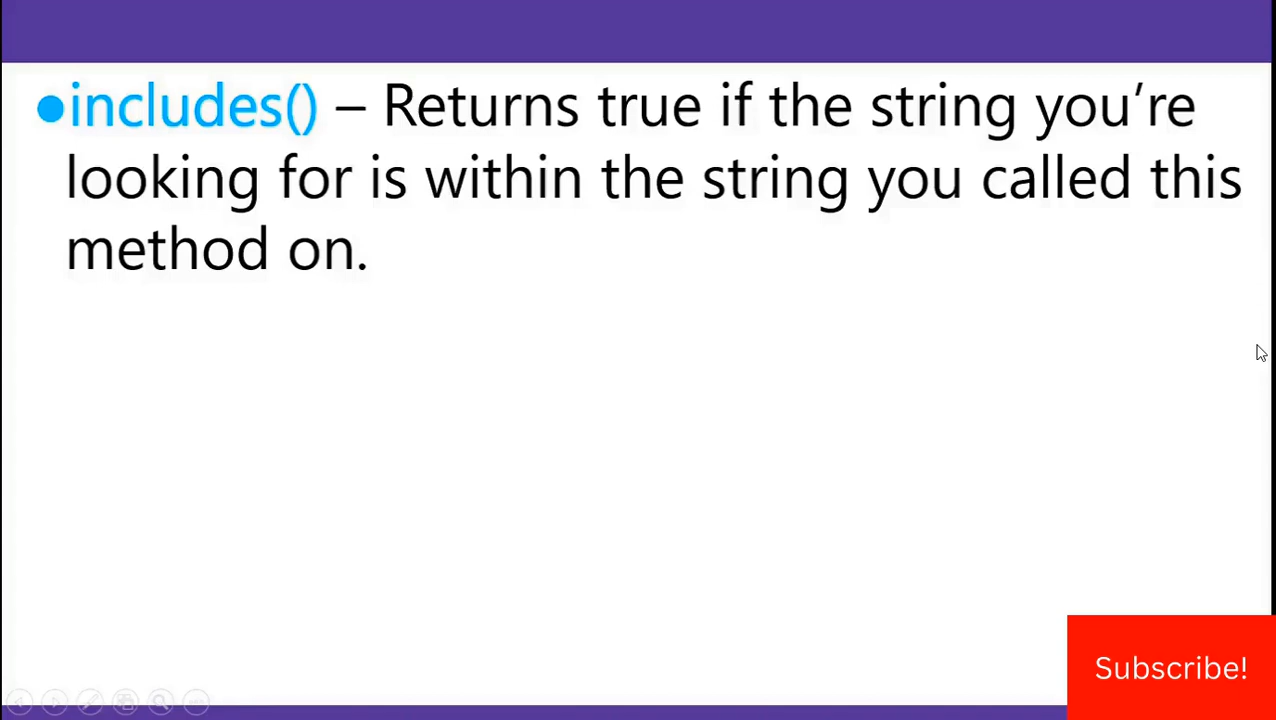 ●includes() – Returns true if the string you’re
looking for is within the string you called this
method on.
Subscribe!